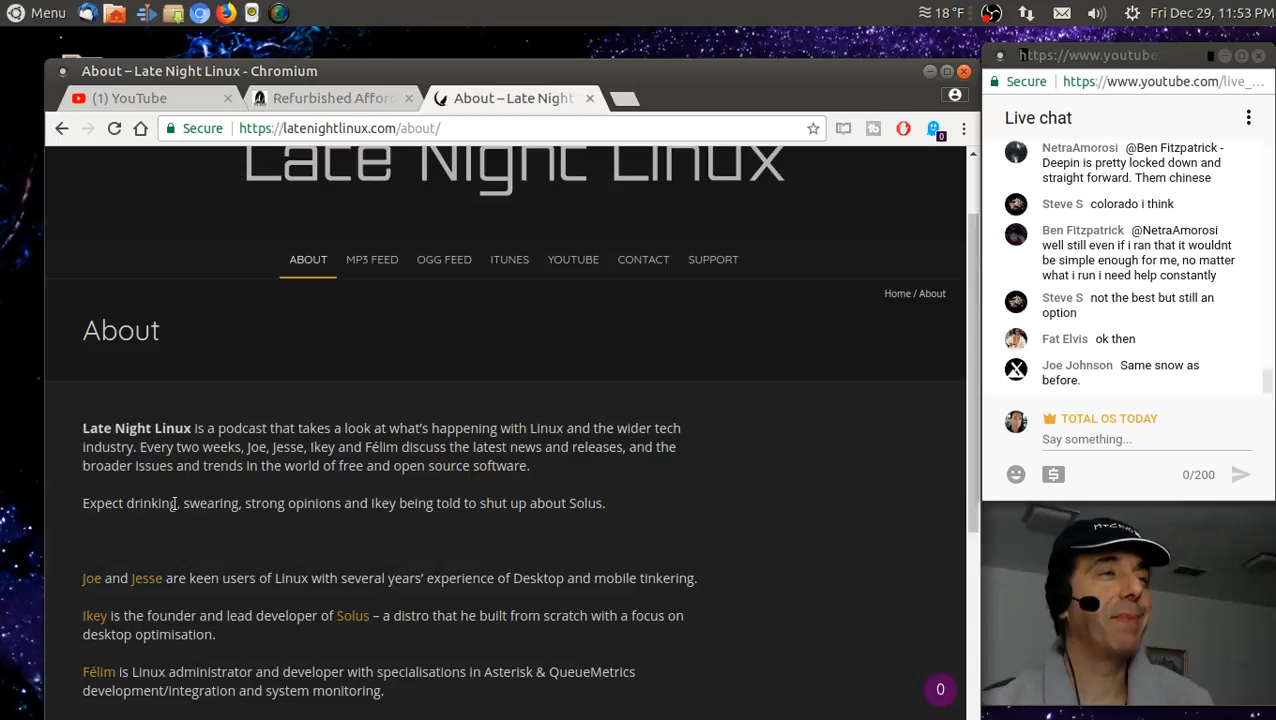 Menu
18 °F
Fri Dec 29, 11:53 PM
About – Late Night Linux - Chromium
(1) YouTube
Refurbished Affor
About – Late Night
Secure
https://latenightlinux.com/about/
0
Late Night Linux
ABOUT MP3 FEED OGG FEED ITUNES YOUTUBE CONTACT SUPPORT
Home / About
About
Late Night Linux is a podcast that takes a look at what's happening with Linux and the wider tech
industry. Every two weeks, Joe, Jesse, Ikey and Félim discuss the latest news and releases, and the
broader issues and trends in the world of free and open source software.
Expect drinking, swearing, strong opinions and Ikey being told to shut up about Solus.
Joe and Jesse are keen users of Linux with several years' experience of Desktop and mobile tinkering.
Ikey is the founder and lead developer of Solus – a distro that he built from scratch with a focus on
desktop optimisation.
Félim is Linux administrator and developer with specialisations in Asterisk & QueueMetrics
development/integration and system monitoring.
0
https://www.youtube.
Secure
https://www.youtube.com/live_...
Live chat
NetraAmorosi @Ben Fitzpatrick -
Deepin is pretty locked down and
straight forward. Them chinese
Steve S colorado i think
Ben Fitzpatrick @NetraAmorosi
well still even if i ran that it wouldnt
be simple enough for me, no matter
what i run i need help constantly
Steve S not the best but still an
option
Fat Elvis ok then
Joe Johnson Same snow as
before.
TOTAL OS TODAY
Say something...
0/200